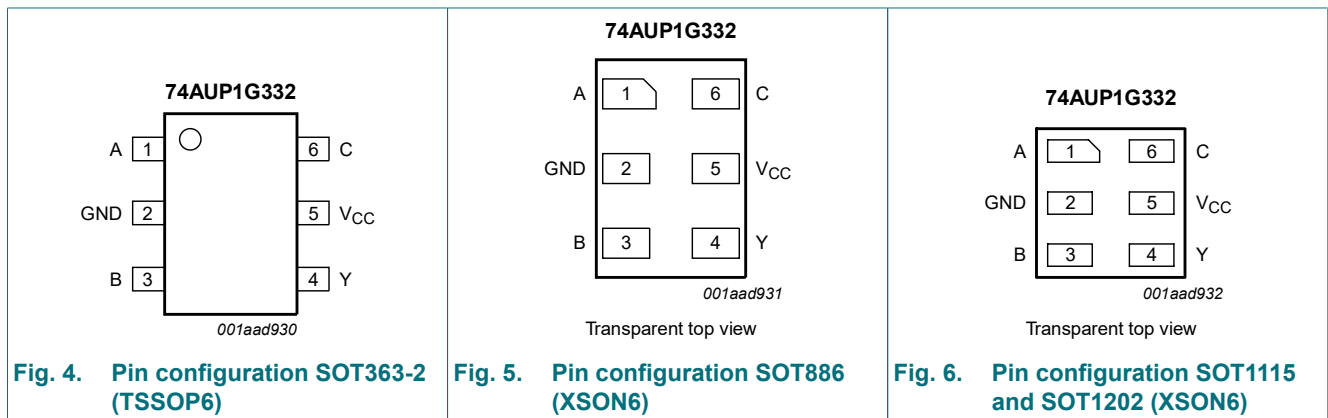 74AUP1G332
A 1 6 C
GND 2 5 VCC
B 3 4 Y
001aad930
Fig. 4. Pin configuration SOT363-2
(TSSOP6)
74AUP1G332
A 1 6 C
GND 2 5 VCC
B 3 4 Y
001aad931
Transparent top view
Fig. 5. Pin configuration SOT886
(XSON6)
74AUP1G332
A 1 6 C
GND 2 5 VCC
B 3 4 Y
001aad932
Transparent top view
Fig. 6. Pin configuration SOT1115
and SOT1202 (XSON6)